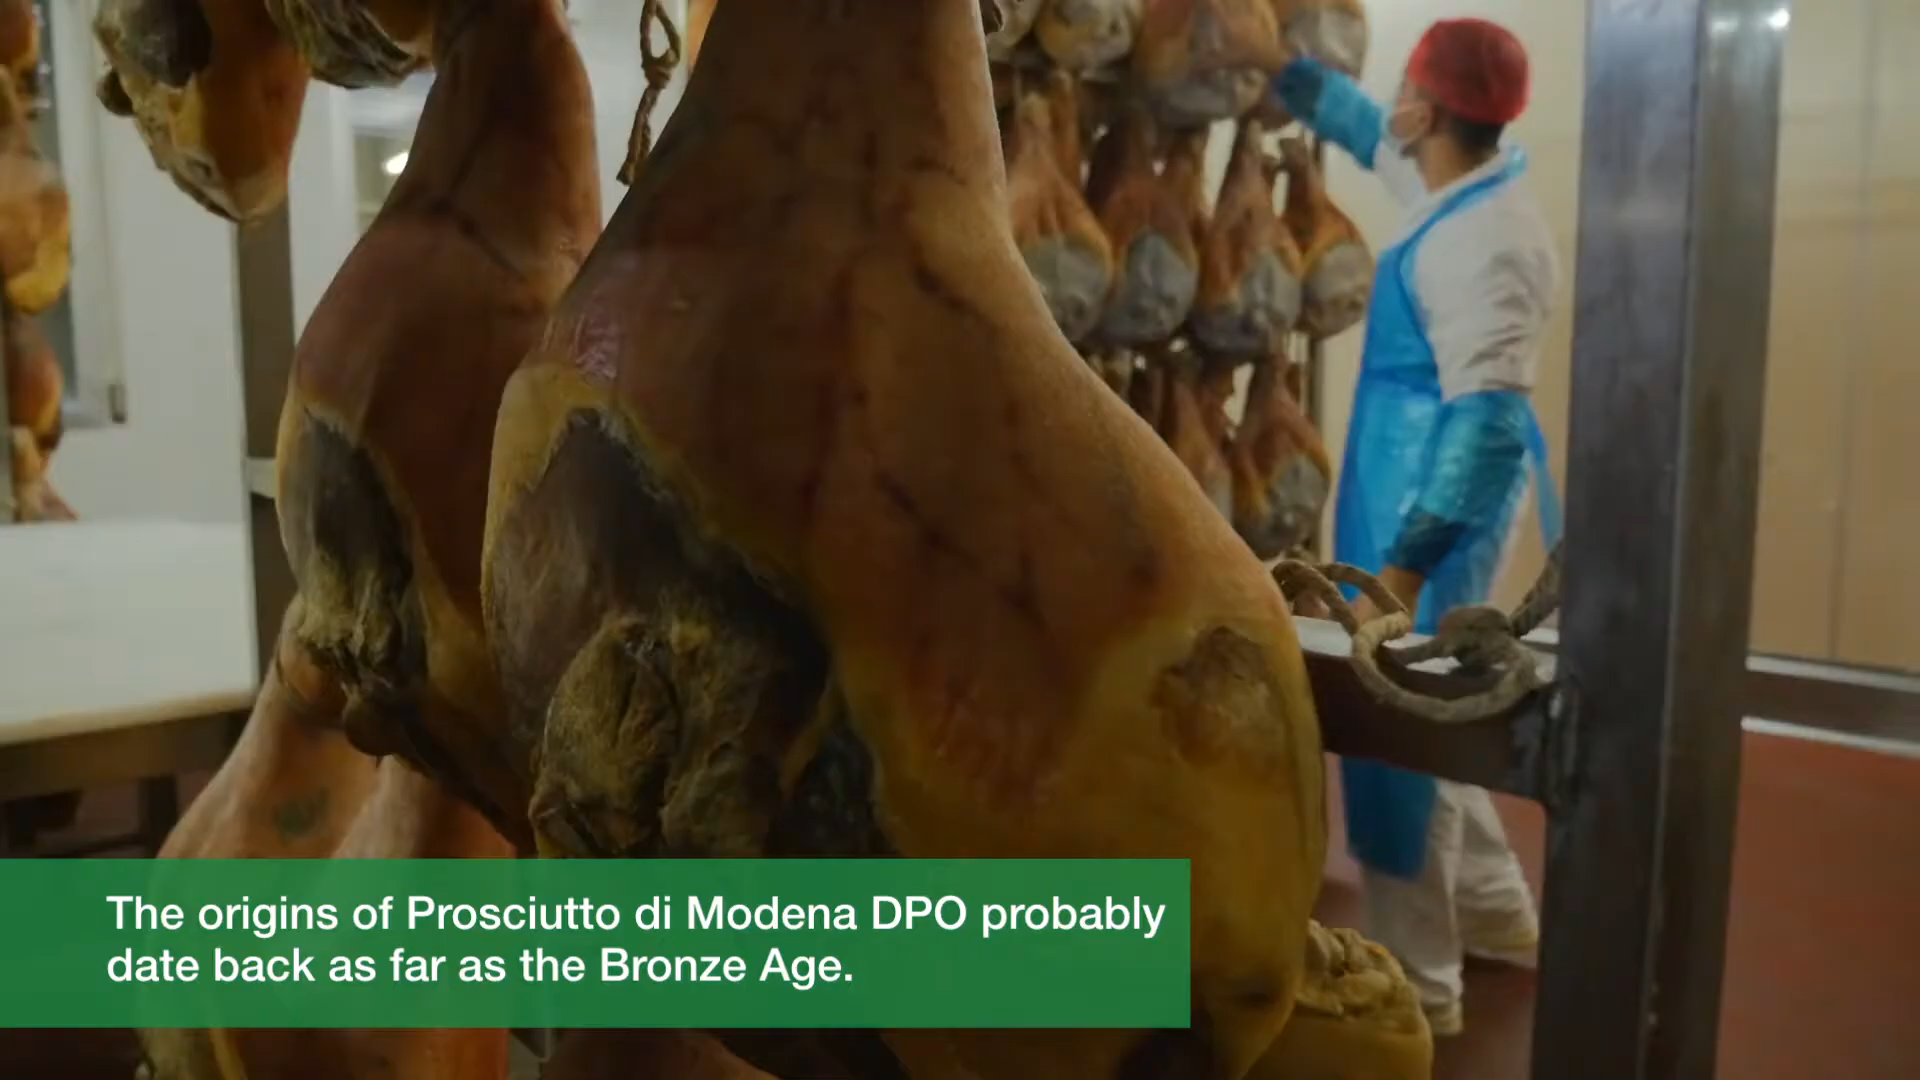 The origins of Prosciutto di Modena DPO probably
date back as far as the Bronze Age.